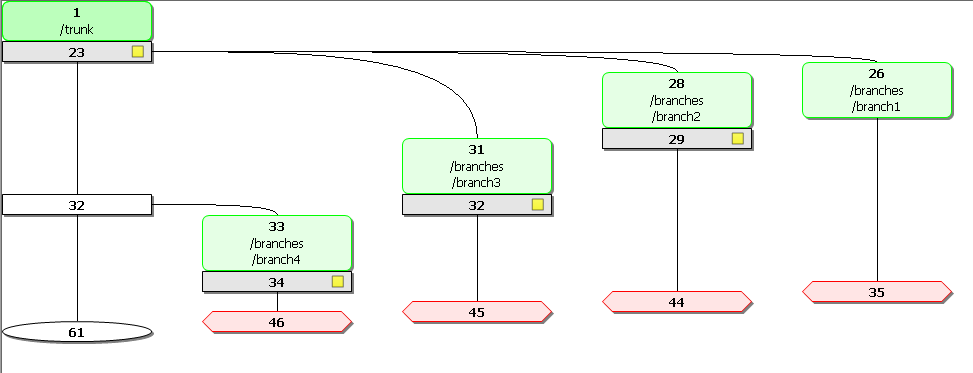 1
/trunk
23
26
/branches
/branch1
28
/branches
/branch2
29
31
/branches
/branch3
32
32
33
/branches
/branch4
34
35
44
45
46
61